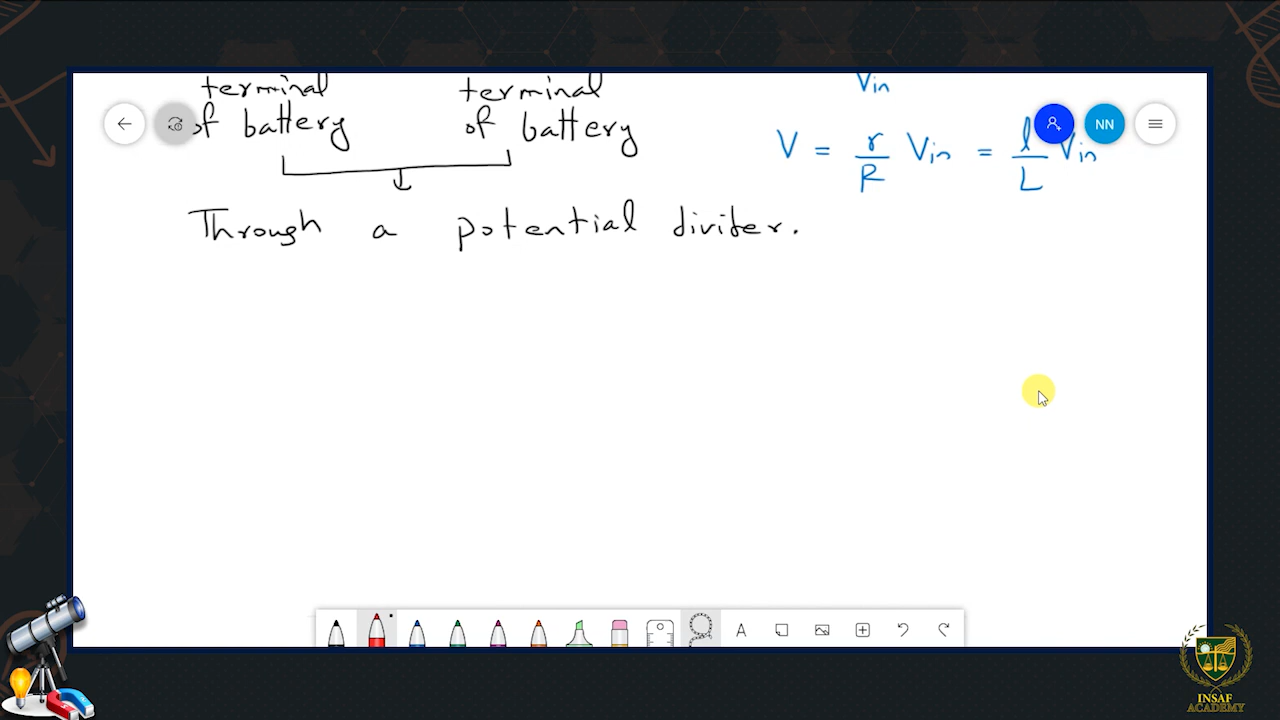 terminal terminal
of battery of battery
Vin
V = r/R Vin = l/L Vin
Through a potential divider.
NN
A
INSAF
ACADEMY